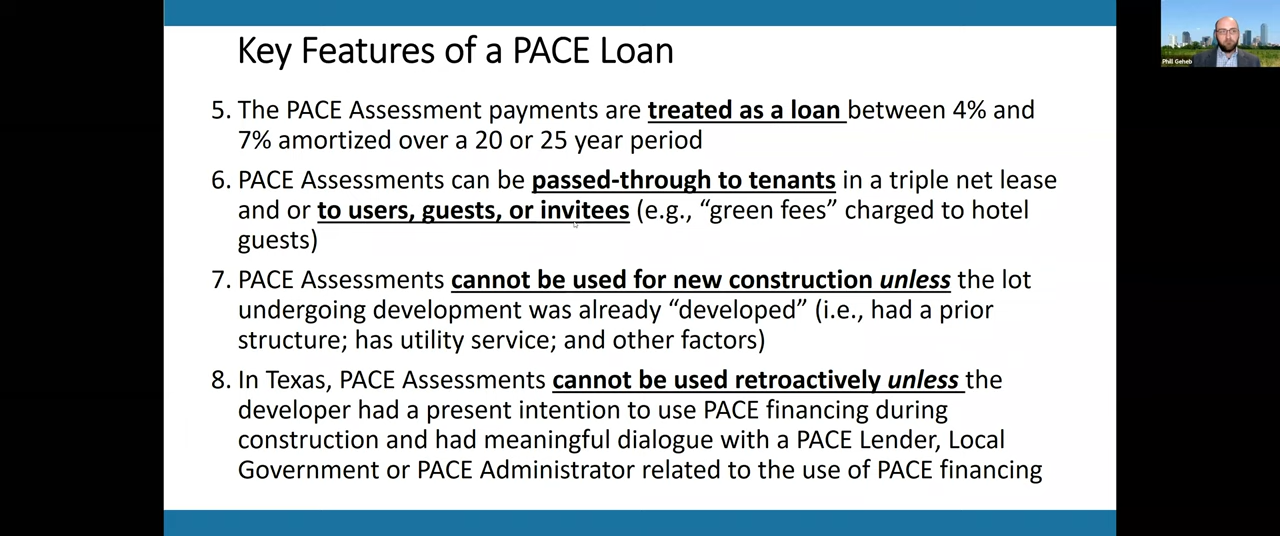 Key Features of a PACE Loan
Phill Geheb
5. The PACE Assessment payments are treated as a loan between 4% and
7% amortized over a 20 or 25 year period
6. PACE Assessments can be passed-through to tenants in a triple net lease
and or to users, guests, or invitees (e.g., “green fees” charged to hotel
guests)
7. PACE Assessments cannot be used for new construction unless the lot
undergoing development was already “developed” (i.e., had a prior
structure; has utility service; and other factors)
8. In Texas, PACE Assessments cannot be used retroactively unless the
developer had a present intention to use PACE financing during
construction and had meaningful dialogue with a PACE Lender, Local
Government or PACE Administrator related to the use of PACE financing